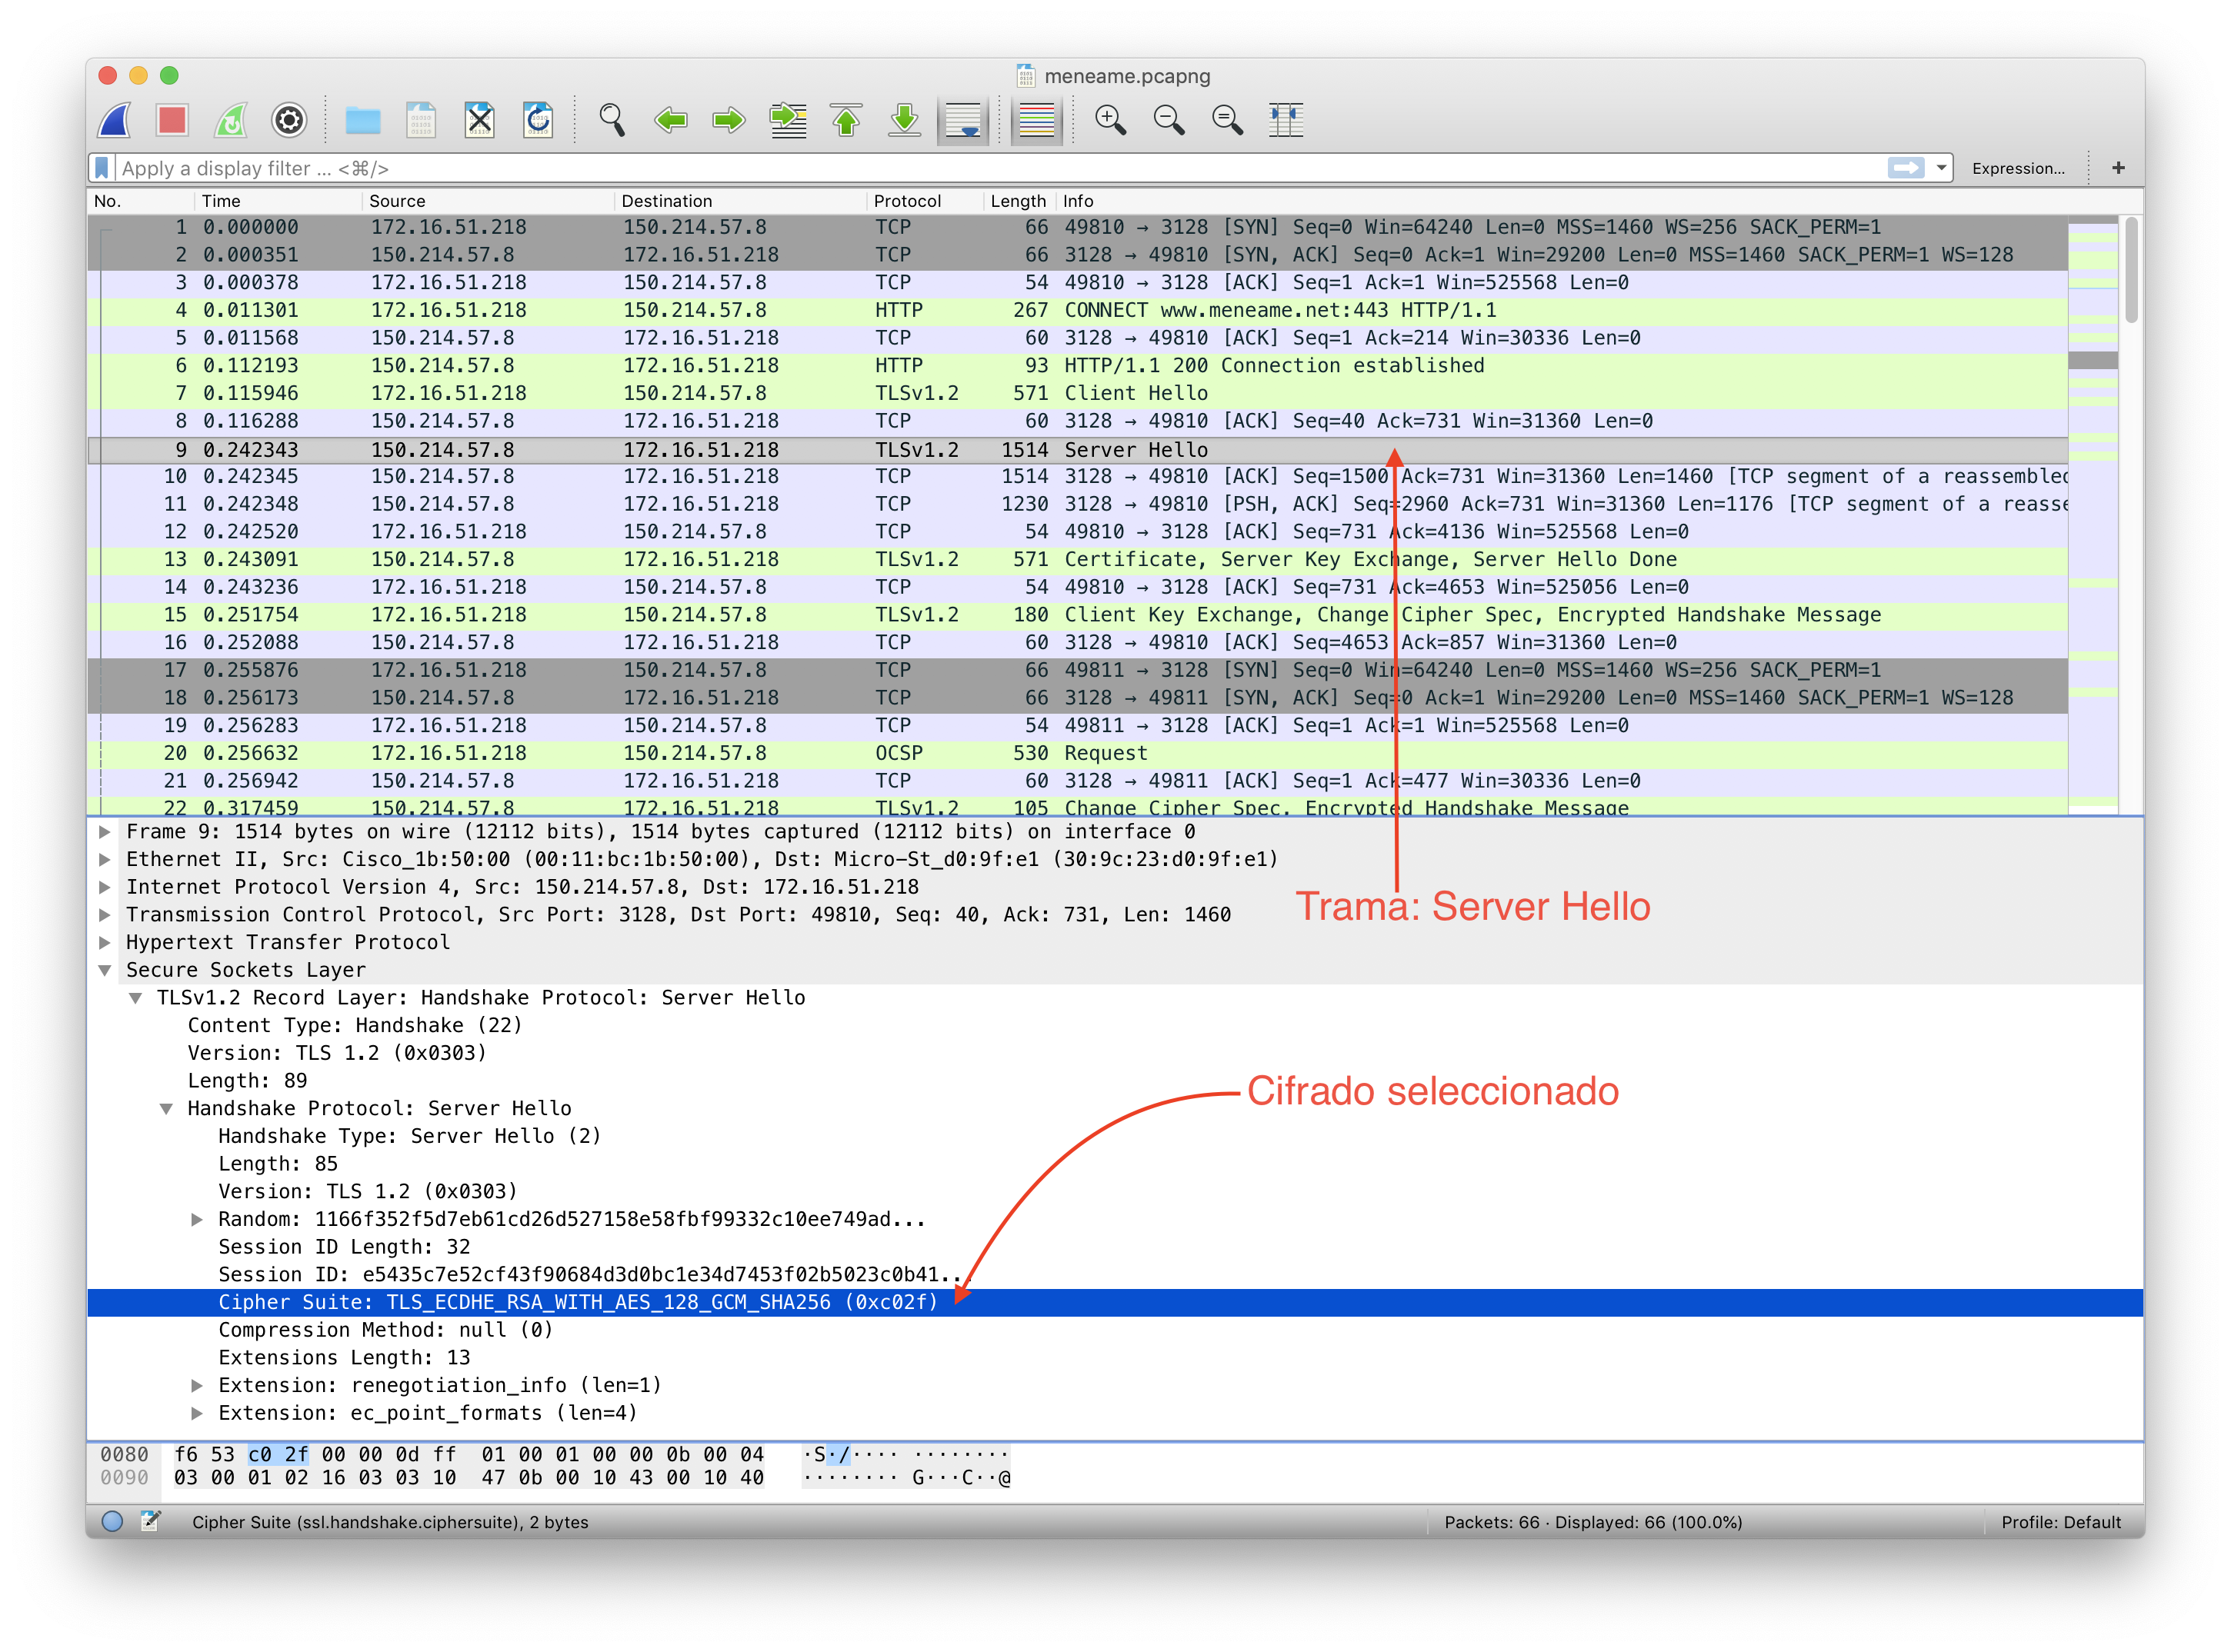 meneame.pcapng
Apply a display filter ... <⌘/>
Expression...
+
No. Time Source Destination Protocol Length Info
1 0.000000 172.16.51.218 150.214.57.8 TCP 66 49810 → 3128 [SYN] Seq=0 Win=64240 Len=0 MSS=1460 WS=256 SACK_PERM=1
2 0.000351 150.214.57.8 172.16.51.218 TCP 66 3128 → 49810 [SYN, ACK] Seq=0 Ack=1 Win=29200 Len=0 MSS=1460 SACK_PERM=1 WS=128
3 0.000378 172.16.51.218 150.214.57.8 TCP 54 49810 → 3128 [ACK] Seq=1 Ack=1 Win=525568 Len=0
4 0.011301 172.16.51.218 150.214.57.8 HTTP 267 CONNECT www.meneame.net:443 HTTP/1.1
5 0.011568 150.214.57.8 172.16.51.218 TCP 60 3128 → 49810 [ACK] Seq=1 Ack=214 Win=30336 Len=0
6 0.112193 150.214.57.8 172.16.51.218 HTTP 93 HTTP/1.1 200 Connection established
7 0.115946 172.16.51.218 150.214.57.8 TLSv1.2 571 Client Hello
8 0.116288 150.214.57.8 172.16.51.218 TCP 60 3128 → 49810 [ACK] Seq=40 Ack=731 Win=31360 Len=0
9 0.242343 150.214.57.8 172.16.51.218 TLSv1.2 1514 Server Hello
10 0.242345 150.214.57.8 172.16.51.218 TCP 1514 3128 → 49810 [ACK] Seq=1500 Ack=731 Win=31360 Len=1460 [TCP segment of a reassembled
11 0.242348 150.214.57.8 172.16.51.218 TCP 1230 3128 → 49810 [PSH, ACK] Seq=2960 Ack=731 Win=31360 Len=1176 [TCP segment of a reasse
12 0.242520 172.16.51.218 150.214.57.8 TCP 54 49810 → 3128 [ACK] Seq=731 Ack=4136 Win=525568 Len=0
13 0.243091 150.214.57.8 172.16.51.218 TLSv1.2 571 Certificate, Server Key Exchange, Server Hello Done
14 0.243236 172.16.51.218 150.214.57.8 TCP 54 49810 → 3128 [ACK] Seq=731 Ack=4653 Win=525056 Len=0
15 0.251754 172.16.51.218 150.214.57.8 TLSv1.2 180 Client Key Exchange, Change Cipher Spec, Encrypted Handshake Message
16 0.252088 150.214.57.8 172.16.51.218 TCP 60 3128 → 49810 [ACK] Seq=4653 Ack=857 Win=31360 Len=0
17 0.255876 172.16.51.218 150.214.57.8 TCP 66 49811 → 3128 [SYN] Seq=0 Win=64240 Len=0 MSS=1460 WS=256 SACK_PERM=1
18 0.256173 150.214.57.8 172.16.51.218 TCP 66 3128 → 49811 [SYN, ACK] Seq=0 Ack=1 Win=29200 Len=0 MSS=1460 SACK_PERM=1 WS=128
19 0.256283 172.16.51.218 150.214.57.8 TCP 54 49811 → 3128 [ACK] Seq=1 Ack=1 Win=525568 Len=0
20 0.256632 172.16.51.218 150.214.57.8 OCSP 530 Request
21 0.256942 150.214.57.8 172.16.51.218 TCP 60 3128 → 49811 [ACK] Seq=1 Ack=477 Win=30336 Len=0
22 0.317459 150.214.57.8 172.16.51.218 TLSv1.2 105 Change Cipher Spec, Encrypted Handshake Message
Frame 9: 1514 bytes on wire (12112 bits), 1514 bytes captured (12112 bits) on interface 0
Ethernet II, Src: Cisco_1b:50:00 (00:11:bc:1b:50:00), Dst: Micro-St_d0:9f:e1 (30:9c:23:d0:9f:e1)
Internet Protocol Version 4, Src: 150.214.57.8, Dst: 172.16.51.218
Transmission Control Protocol, Src Port: 3128, Dst Port: 49810, Seq: 40, Ack: 731, Len: 1460
Trama: Server Hello
Hypertext Transfer Protocol
Secure Sockets Layer
TLSv1.2 Record Layer: Handshake Protocol: Server Hello
Content Type: Handshake (22)
Version: TLS 1.2 (0x0303)
Length: 89
Cifrado seleccionado
Handshake Protocol: Server Hello
Handshake Type: Server Hello (2)
Length: 85
Version: TLS 1.2 (0x0303)
Random: 1166f352f5d7eb61cd26d527158e58fbf99332c10ee749ad...
Session ID Length: 32
Session ID: e5435c7e52cf43f90684d3d0bc1e34d7453f02b5023c0b41...
Cipher Suite: TLS_ECDHE_RSA_WITH_AES_128_GCM_SHA256 (0xc02f)
Compression Method: null (0)
Extensions Length: 13
Extension: renegotiation_info (len=1)
Extension: ec_point_formats (len=4)
0080 f6 53 c0 2f 00 00 0d ff 01 00 01 00 00 0b 00 04 ·S·/···· ········
0090 03 00 01 02 16 03 03 10 47 0b 00 10 43 00 10 40 ········ G···C··@
Cipher Suite (ssl.handshake.ciphersuite), 2 bytes
Packets: 66 · Displayed: 66 (100.0%)
Profile: Default